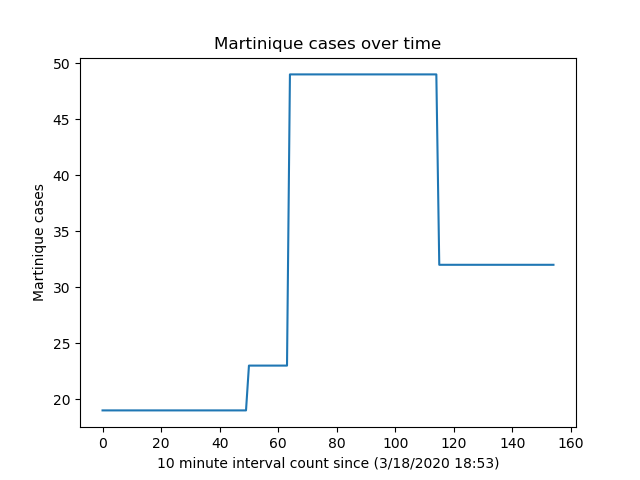 Martinique cases over time
50
45
40
35
30
25
20
Martinique cases
0 20 40 60 80 100 120 140 160
10 minute interval count since (3/18/2020 18:53)